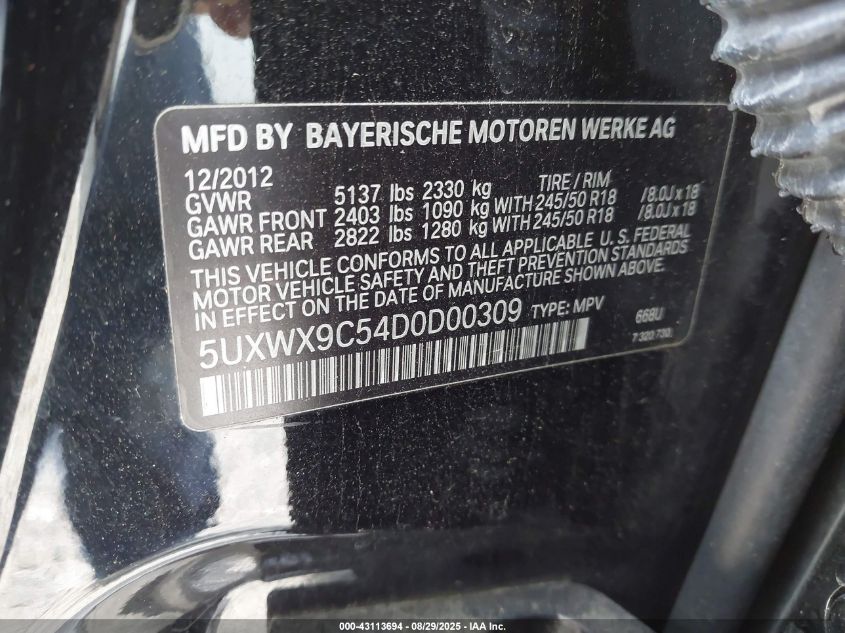 MFD BY BAYERISCHE MOTOREN WERKE AG
12/2012 TIRE / RIM
GVWR 5137 lbs 2330 kg
GAWR FRONT 2403 lbs 1090 kg WITH 245/50 R18 /8.0J x 18
GAWR REAR 2822 lbs 1280 kg WITH 245/50 R18 /8.0J x 18
THIS VEHICLE CONFORMS TO ALL APPLICABLE U. S. FEDERAL
MOTOR VEHICLE SAFETY AND THEFT PREVENTION STANDARDS
IN EFFECT ON THE DATE OF MANUFACTURE SHOWN ABOVE.
5UXWX9C54D0D00309 TYPE: MPV 668U
7 320 730
000-43113694 - 08/29/2025 - IAA Inc.